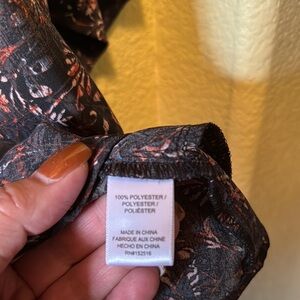 100% POLYESTER /
POLYESTER /
POLIÉSTER
MADE IN CHINA
FABRIQUE AUX CHINE
HECHO EN CHINA
RN#152516